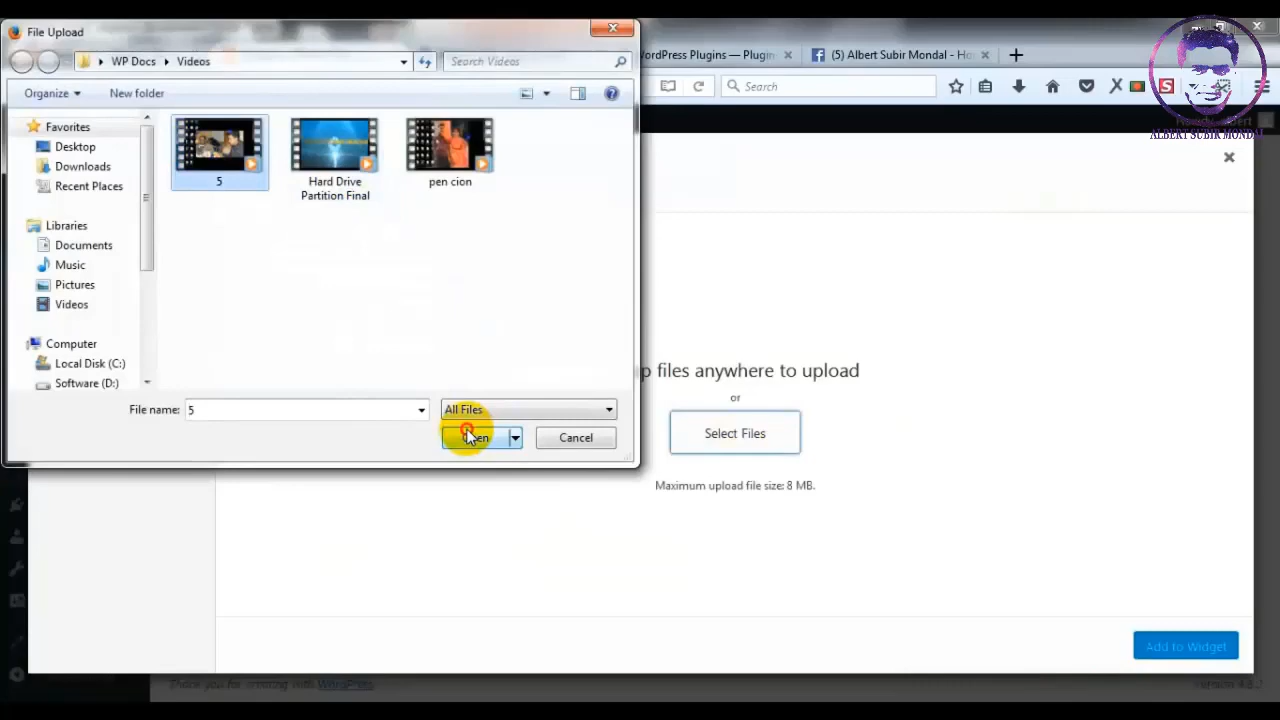 File Upload
WP Docs
Videos
Search Videos
Organize
New folder
Favorites
Desktop
Downloads
Recent Places
Libraries
Documents
Music
Pictures
Videos
Computer
Local Disk (C:)
Software (D:)
5
Hard Drive
Partition Final
pen cion
File name:
5
All Files
Cancel
WordPress Plugins — Plugin
(5) Albert Subir Mondal - Ho
Search
ALBERT SUBIR MONDAL
files anywhere to upload
or
Select Files
Maximum upload file size: 8 MB.
Add to Widget
WordPress